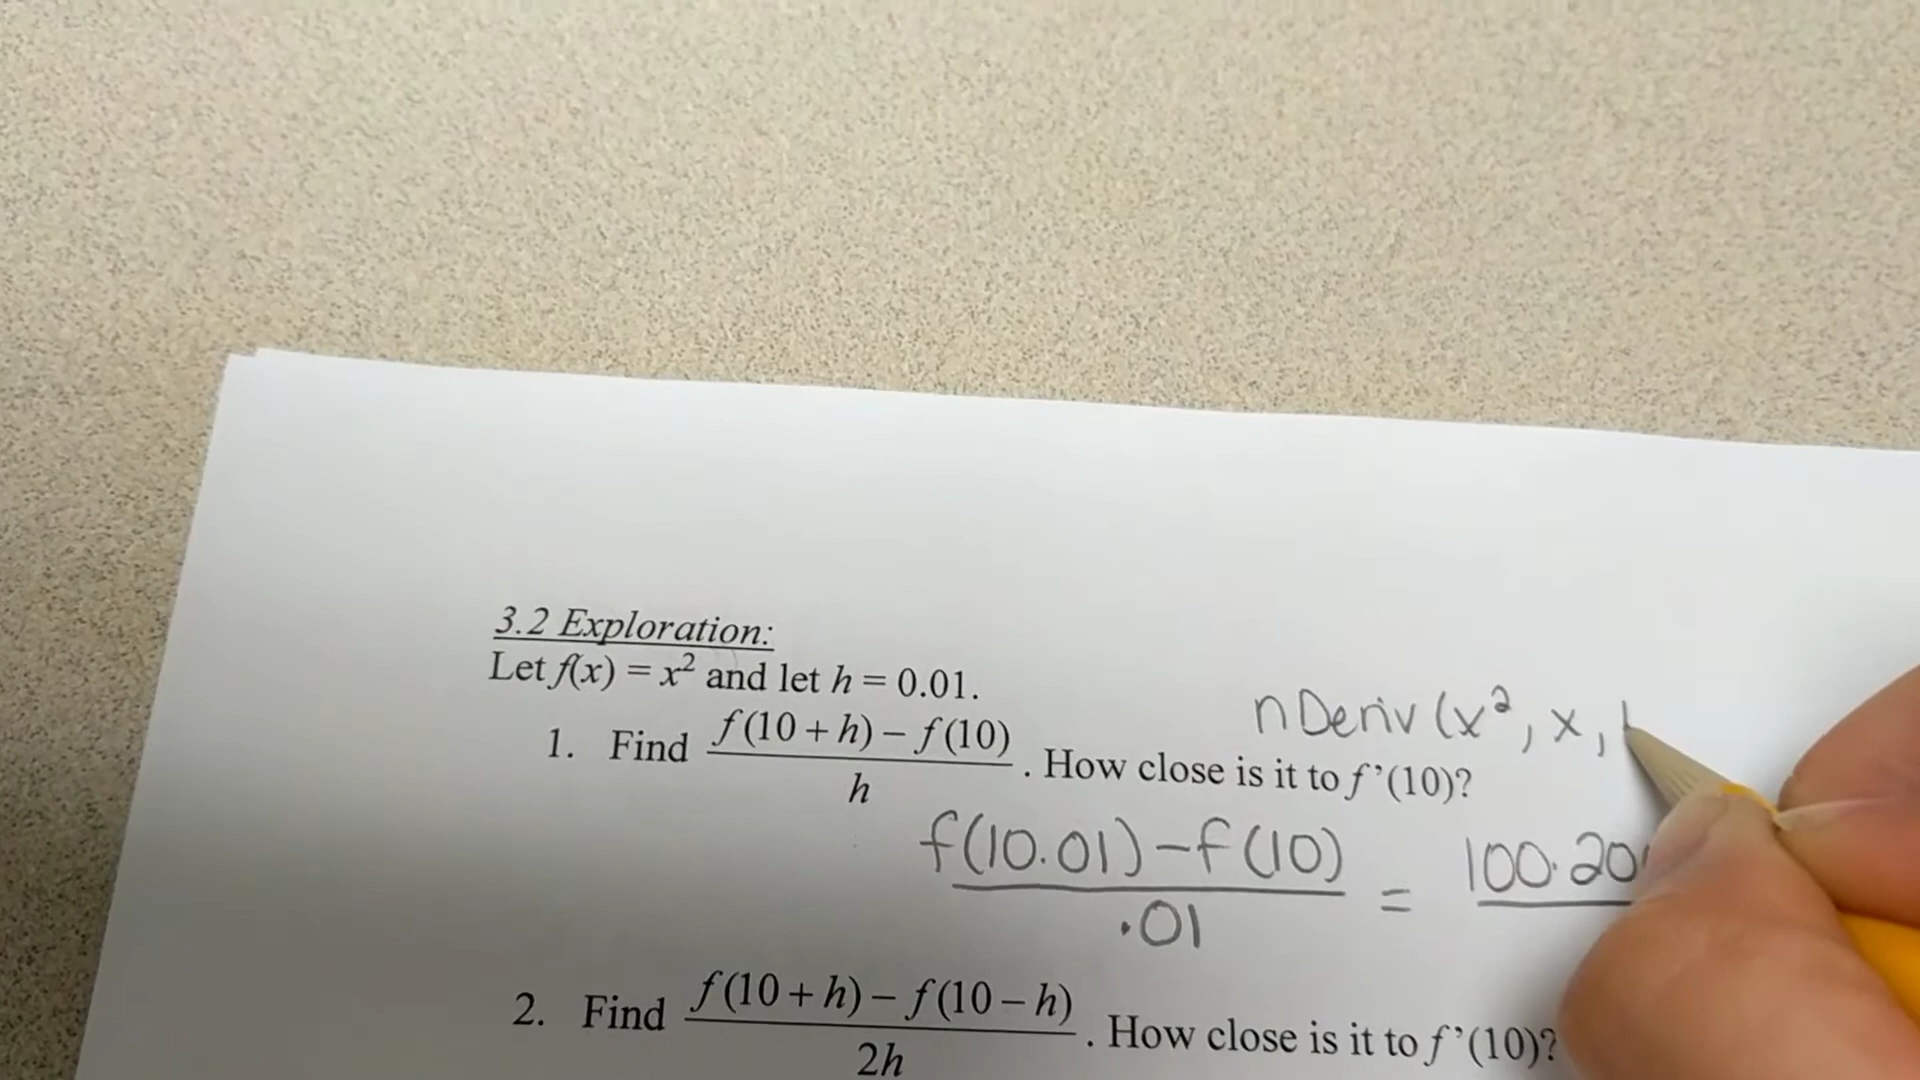 3.2 Exploration:
Let f(x) = x² and let h = 0.01.
nDeriv (x², x,
1. Find f(10 + h) – f(10) / h . How close is it to f ’(10)?
f(10.01) – f(10) / .01 = 100.20
2. Find f(10 + h) – f(10 – h) / 2h . How close is it to f ’(10)?